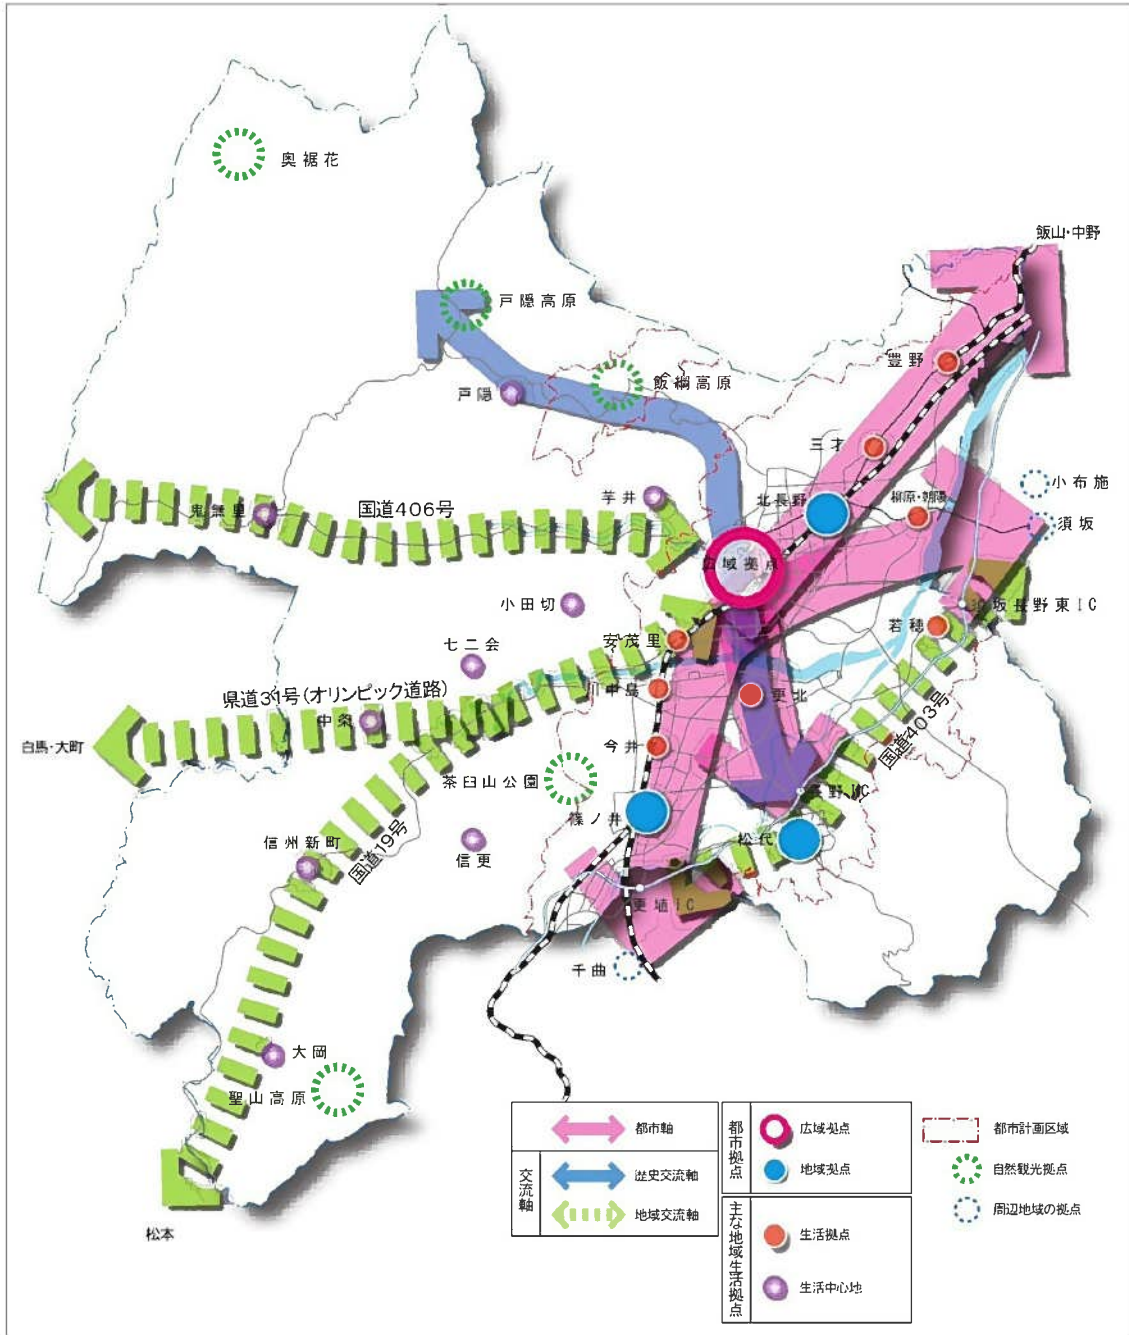 奥裾花
飯山・中野
戸隠高原
豊野
飯綱高原
戸隠
三才
小布施
芋井
北長野
柳原・朝陽
国道406号
鬼無里
須坂
広域拠点
小田切
須坂長野東IC
若穂
安茂里
七二会
県道31号(オリンピック道路)
川中島
更北
中条
国道403号
白馬・大町
今井
茶臼山公園
長野IC
篠ノ井
松代
国道19号
信州新町
信更
更埴IC
千曲
大岡
聖山高原
松本
都市軸
交流軸
歴史交流軸
地域交流軸
都市拠点
広域拠点
地域拠点
主な地域生活拠点
生活拠点
生活中心地
都市計画区域
自然観光拠点
周辺地域の拠点